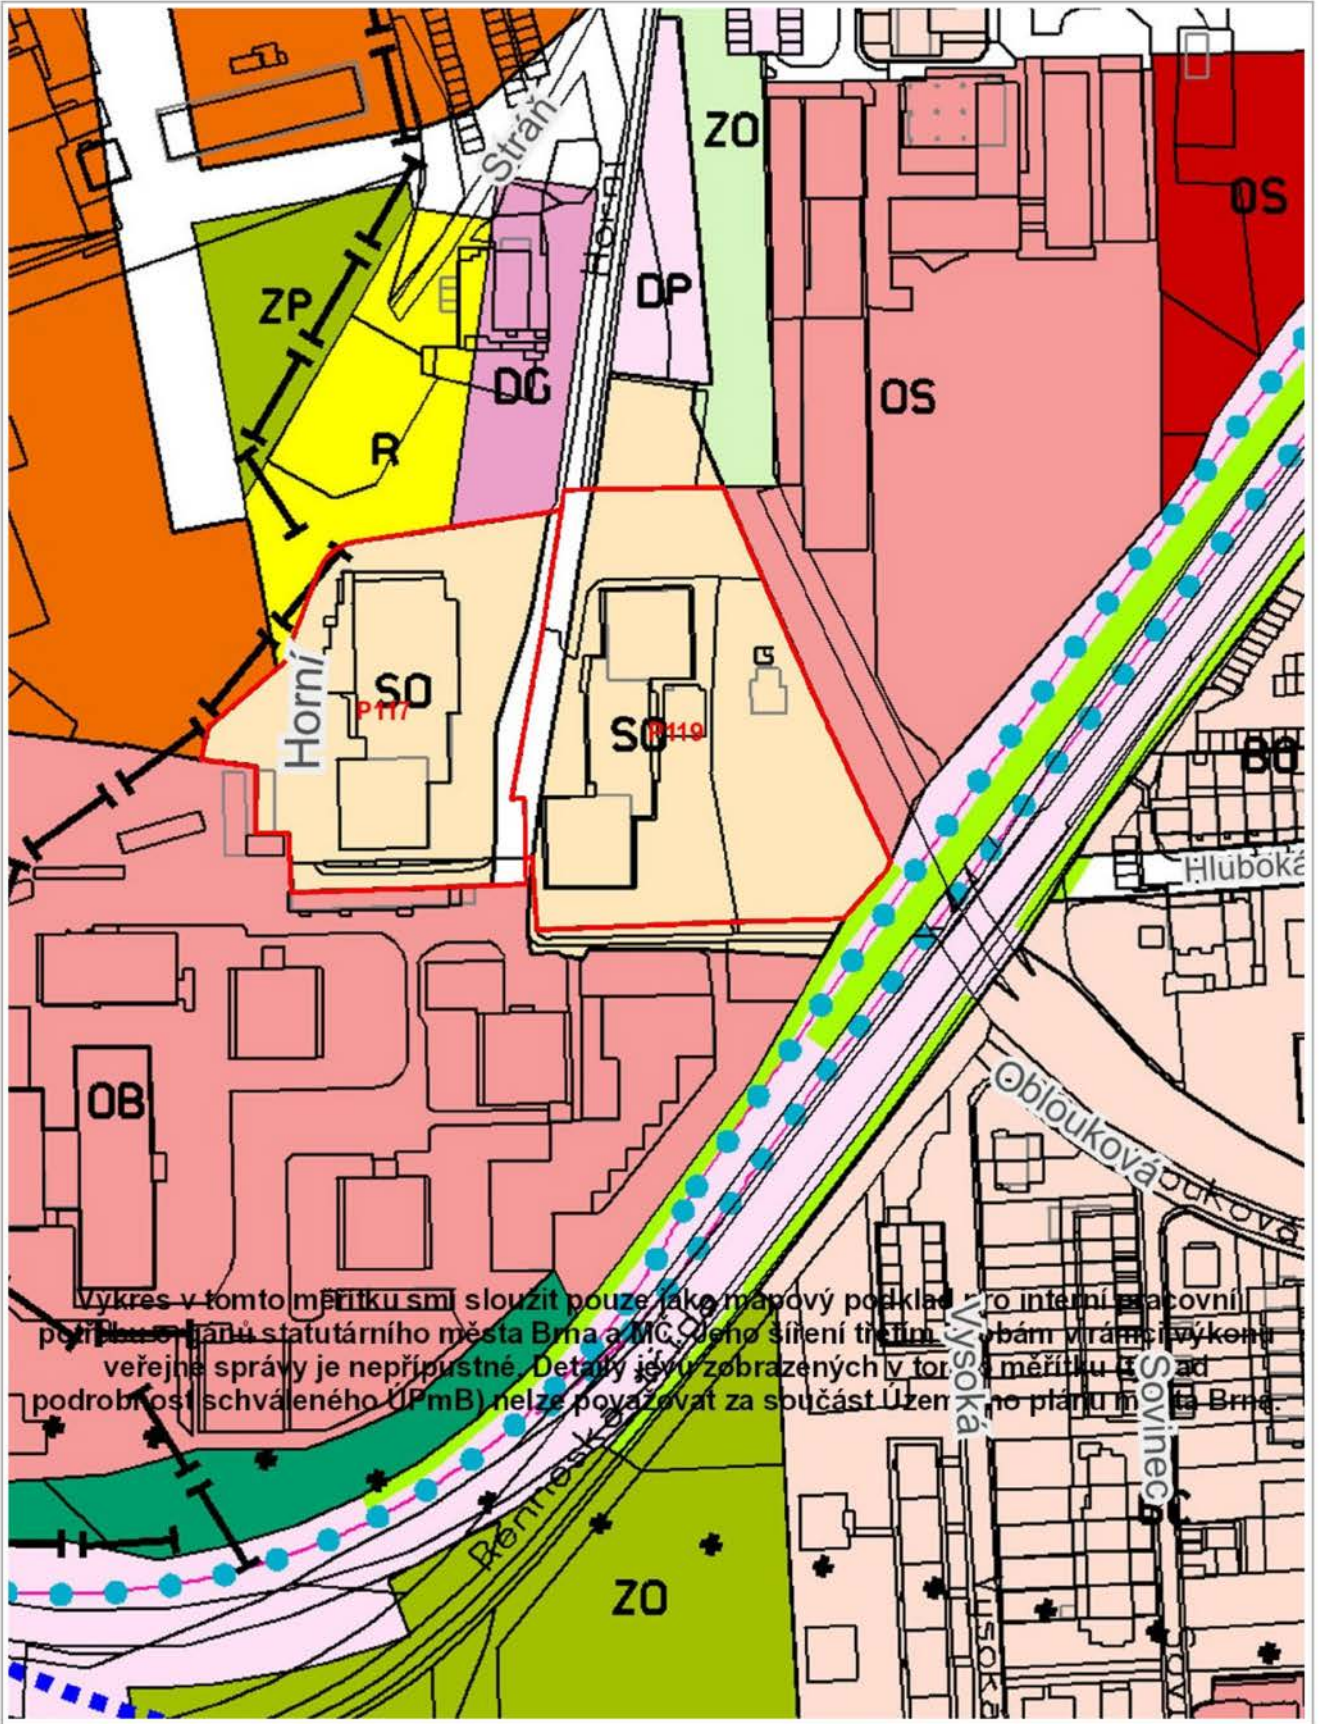 Stráň
ZO
OS
Horní
ZP
DP
DG
OS
R
Horní
SO
P117
SO
P119
BO
Hluboká
OB
Oblouková
Vykres v tomto měřítku smí sloužit pouze jako mapový podklad pro interní pracovní
potřebu orgánů statutárního města Brna a MČ. Jeho šíření třetím osobám v rámci výkonu
veřejné správy je nepřípustné. Detaily jevů zobrazených v tomto měřítku (nad
podrobnost schváleného ÚPmB) nelze považovat za součást Územního plánu města Brna.
Vysoká
Sovinec
ZO
Vysoká